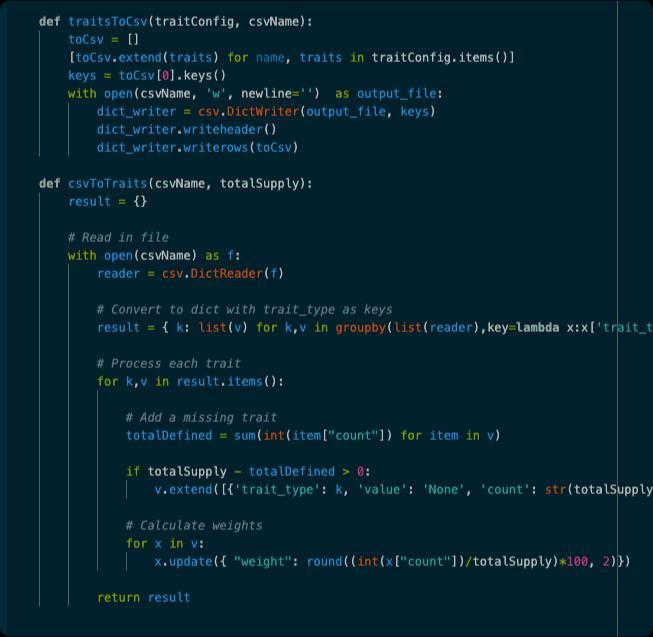 def traitsToCsv(traitConfig, csvName):
    toCsv = []
    [toCsv.extend(traits) for name, traits in traitConfig.items()]
    keys = toCsv[0].keys()
    with open(csvName, 'w', newline='')  as output_file:
        dict_writer = csv.DictWriter(output_file, keys)
        dict_writer.writeheader()
        dict_writer.writerows(toCsv)

def csvToTraits(csvName, totalSupply):
    result = {}

    # Read in file
    with open(csvName) as f:
        reader = csv.DictReader(f)

        # Convert to dict with trait_type as keys
        result = { k: list(v) for k,v in groupby(list(reader),key=lambda x:x['trait_t

        # Process each trait
        for k,v in result.items():

            # Add a missing trait
            totalDefined = sum(int(item["count"]) for item in v)

            if totalSupply - totalDefined > 0:
                v.extend([{'trait_type': k, 'value': 'None', 'count': str(totalSupply

            # Calculate weights
            for x in v:
                x.update({ "weight": round((int(x["count"])/totalSupply)*100, 2)})

        return result